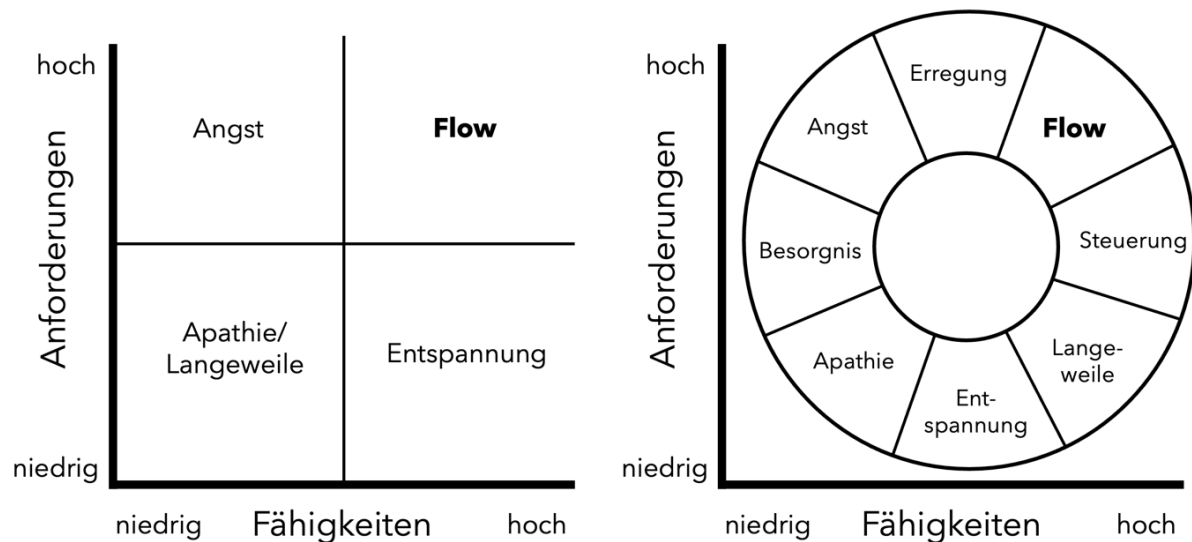 hoch
Anforderungen
niedrig
Angst
Flow
Apathie/
Langeweile
Entspannung
niedrig
Fähigkeiten
hoch
hoch
Anforderungen
niedrig
Erregung
Angst
Flow
Besorgnis
Steuerung
Apathie
Lange-
weile
Ent-
spannung
niedrig
Fähigkeiten
hoch